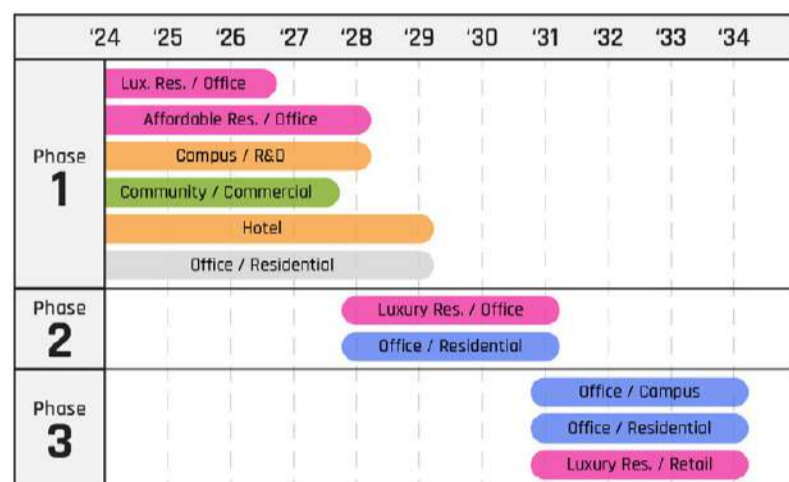 ‘24 ‘25 ‘26 ‘27 ‘28 ‘29 ‘30 ‘31 ‘32 ‘33 ‘34
Phase
1
Lux. Res. / Office
Affordable Res. / Office
Campus / R&D
Community / Commercial
Hotel
Office / Residential
Phase
2
Luxury Res. / Office
Office / Residential
Phase
3
Office / Campus
Office / Residential
Luxury Res. / Retail